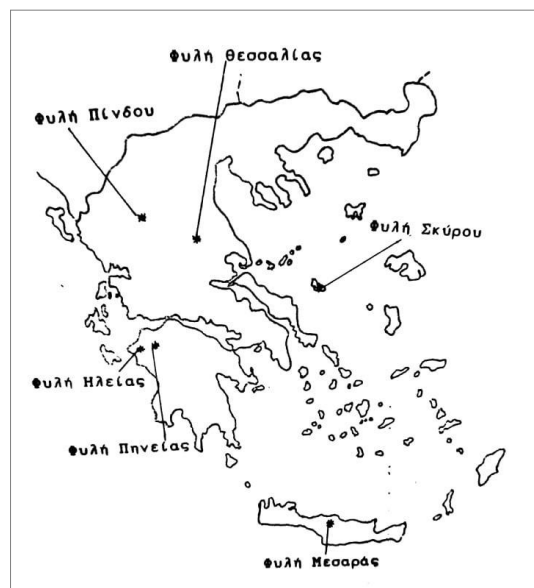 Φυλή Θεσσαλίας
Φυλή Πίνδου
Φυλή Σκύρου
Φυλή Ηλείας
Φυλή Πηνείας
Φυλή Μεσαράς